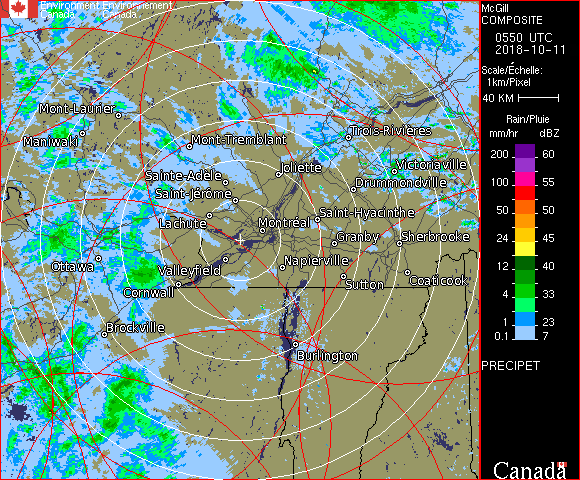 Environment Environnement
Canada Canada
McGill
COMPOSITE
0550 UTC
2018-10-11
Scale/Échelle:
1km/Pixel
40 KM
Rain/Pluie
mm/hr dBZ
200 60
100 55
50 50
24 45
12 40
4 33
1 23
0.1 7
PRECIPET
Canada
Mont-Laurier
Maniwaki
Mont-Tremblant
Trois-Rivières
Joliette
Victoriaville
Sainte-Adèle
Drummondville
Saint-Jérôme
Saint-Hyacinthe
Lachute
Montréal
Granby
Sherbrooke
Ottawa
Valleyfield
Napierville
Cornwall
Sutton
Coaticook
Brockville
Burlington